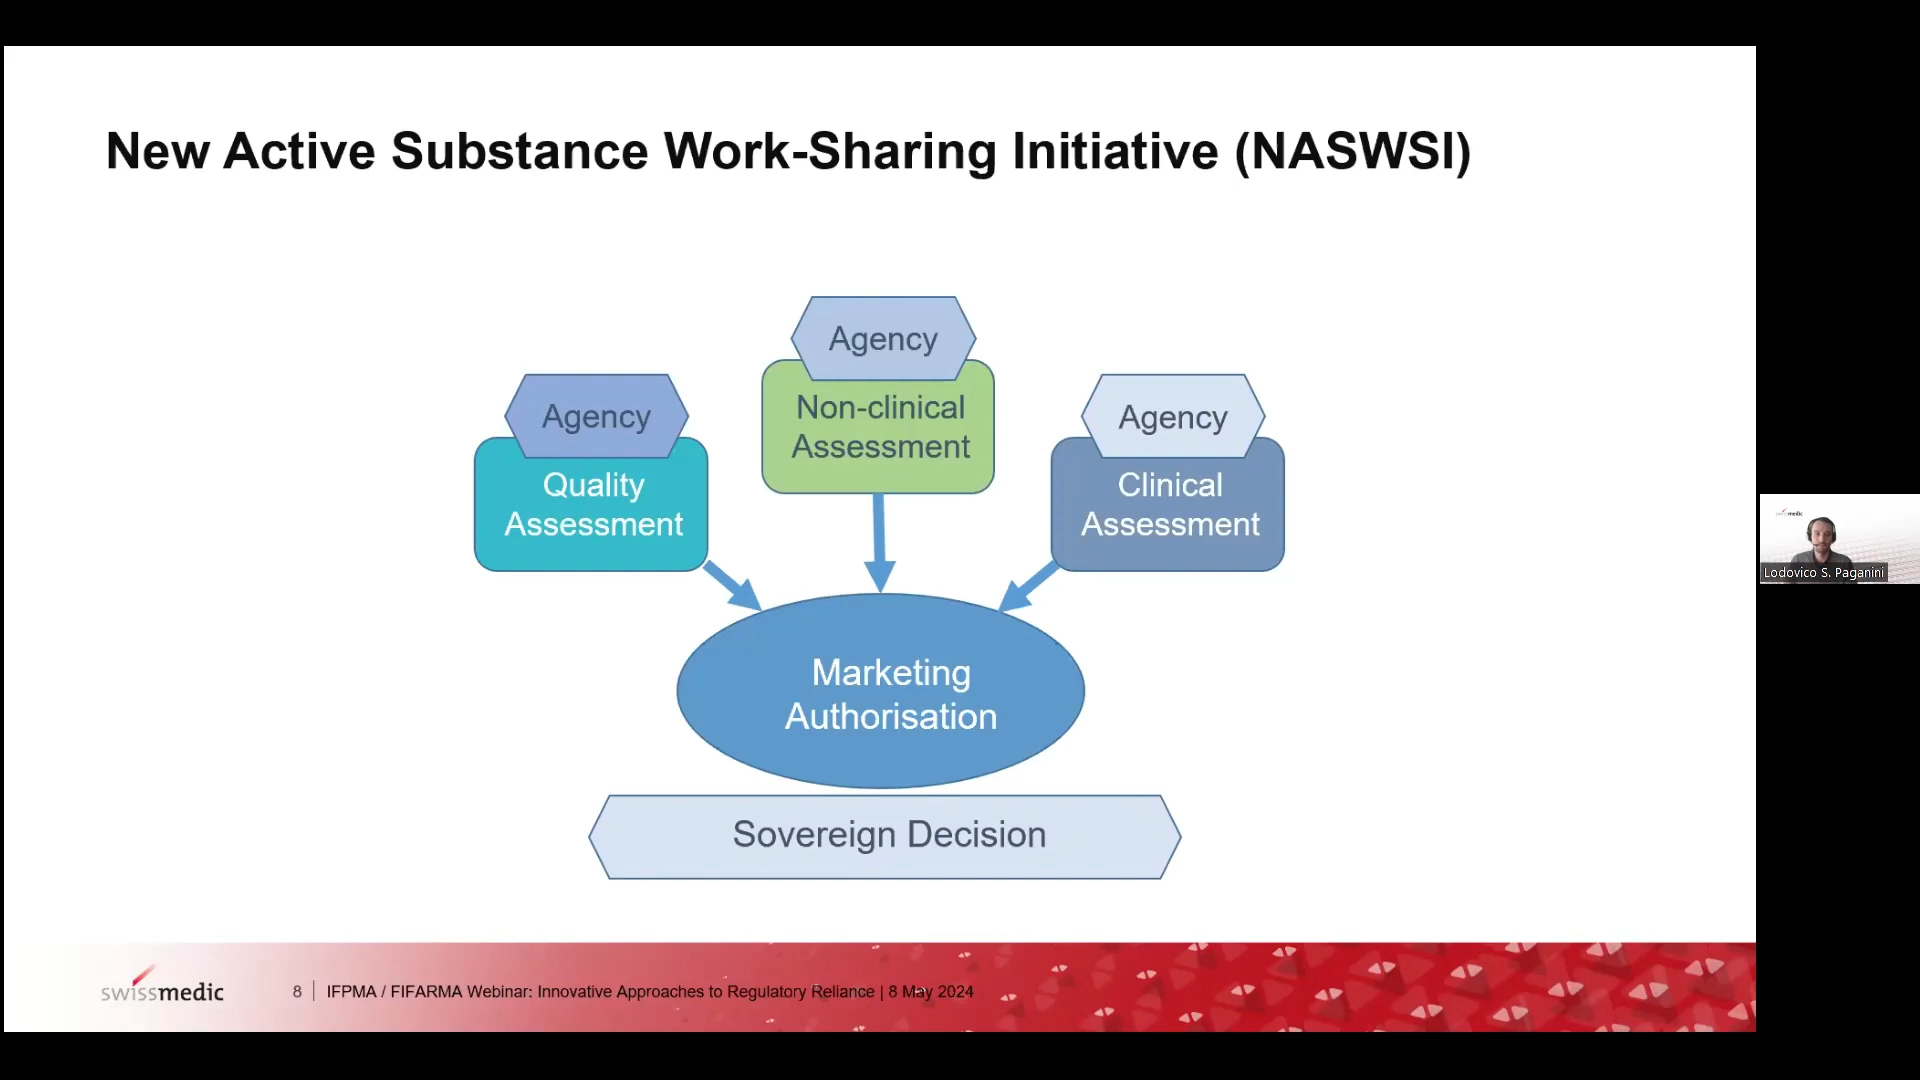 New Active Substance Work-Sharing Initiative (NASWSI)
Agency
Non-clinical
Assessment
Agency
Quality
Assessment
Agency
Clinical
Assessment
Marketing
Authorisation
Sovereign Decision
swissmedic
8 | IFPMA / FIFARMA Webinar: Innovative Approaches to Regulatory Reliance | 8 May 2024
swissmedic
Lodovico S. Paganini